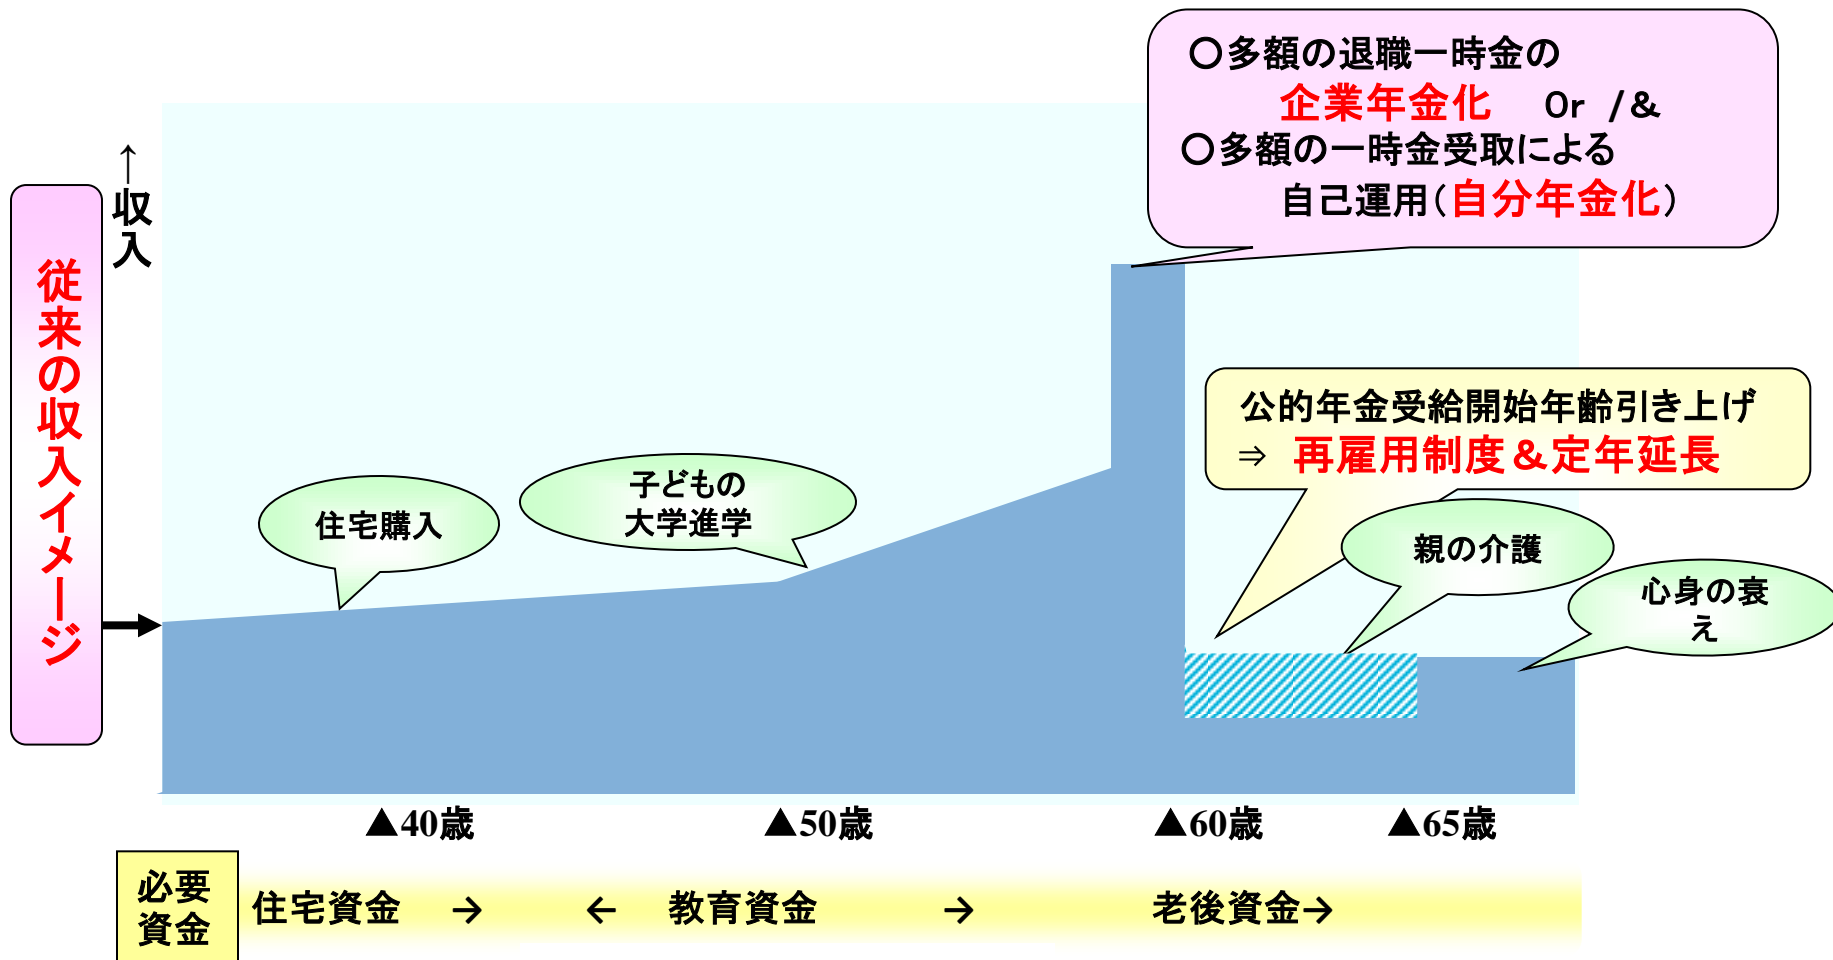 〇多額の退職一時金の
企業年金化 Or /&
〇多額の一時金受取による
自己運用(自分年金化)
↑収入
従来の収入イメージ
公的年金受給開始年齢引き上げ
⇒ 再雇用制度&定年延長
子どもの
大学進学
住宅購入
親の介護
心身の衰
え
▲40歳 ▲50歳 ▲60歳 ▲65歳
必要
資金
住宅資金 → ← 教育資金 → 老後資金→